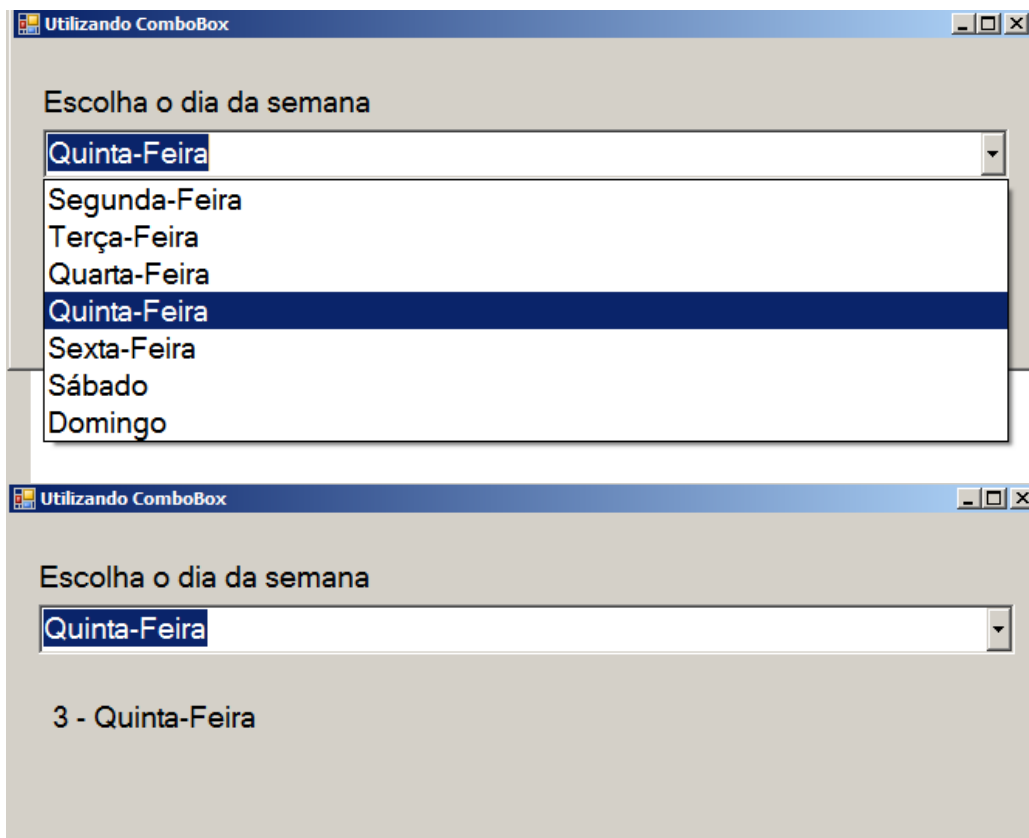 Utilizando ComboBox
Escolha o dia da semana
Quinta-Feira
Segunda-Feira
Terça-Feira
Quarta-Feira
Quinta-Feira
Sexta-Feira
Sábado
Domingo
Utilizando ComboBox
Escolha o dia da semana
Quinta-Feira
3 - Quinta-Feira